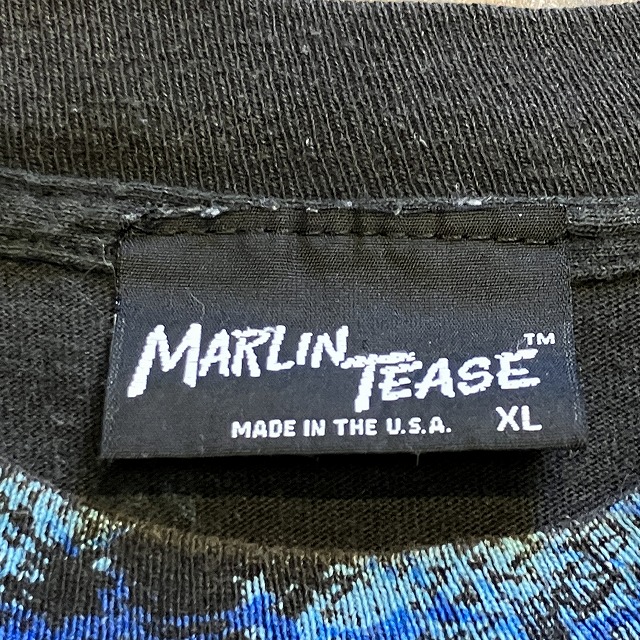 MARLIN TEASE™
MADE IN THE U.S.A. XL